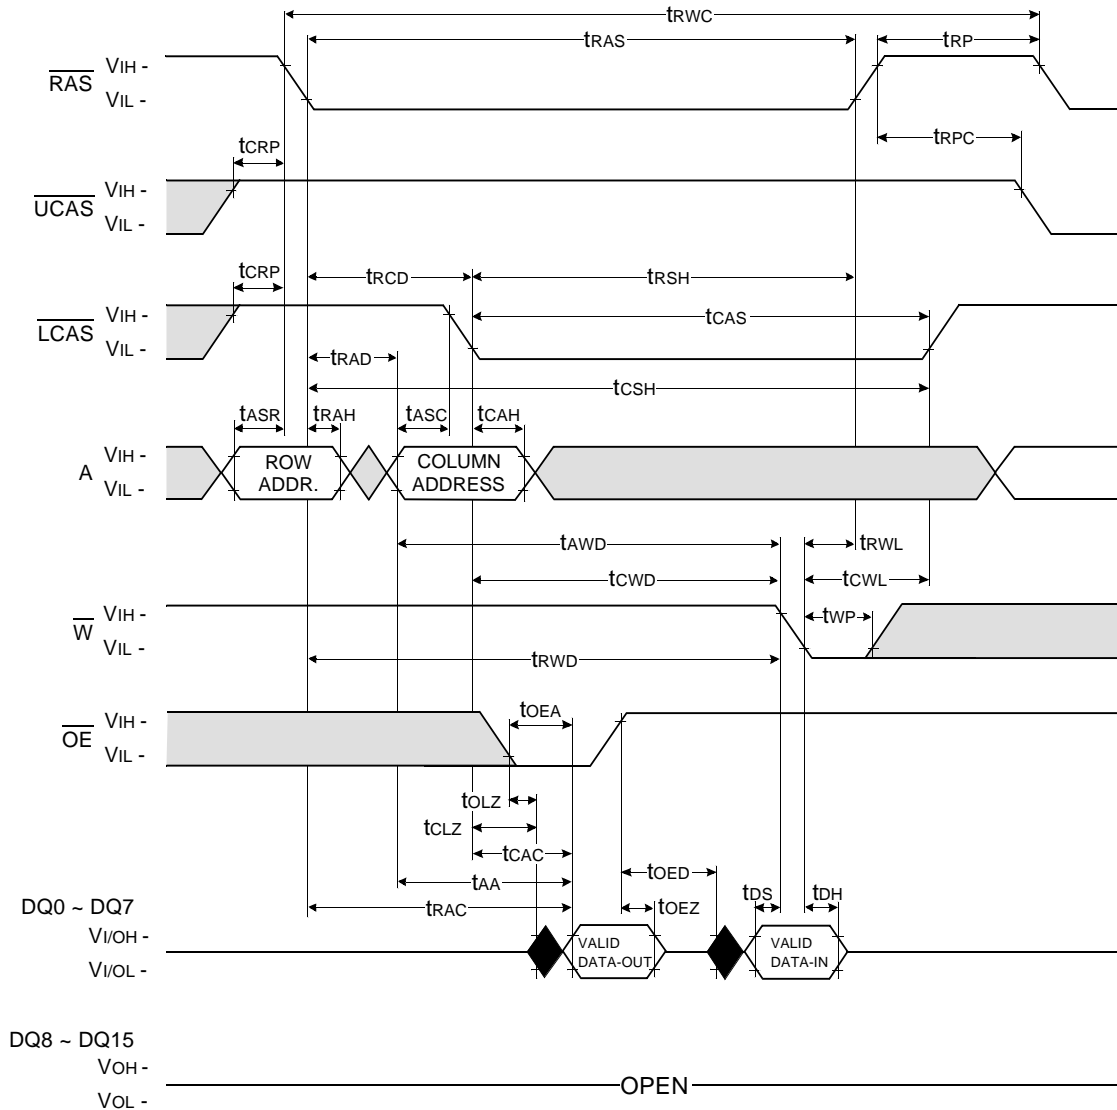 tRWC
tRAS
tRP
RAS
VIH -
VIL -
tCRP
tRPC
UCAS
VIH -
VIL -
tCRP
tRCD
tRSH
LCAS
VIH -
VIL -
tCAS
tRAD
tCSH
tASR
tRAH
tASC
tCAH
A
VIH -
VIL -
ROW
ADDR.
COLUMN
ADDRESS
tAWD
tRWL
tCWD
tCWL
W
VIH -
VIL -
tWP
tRWD
OE
VIH -
VIL -
tOEA
tOLZ
tCLZ
tCAC
tOED
tAA
tDS
tDH
tRAC
tOEZ
DQ0 ~ DQ7
VI/OH -
VI/OL -
VALID
DATA-OUT
VALID
DATA-IN
DQ8 ~ DQ15
VOH -
VOL -
OPEN